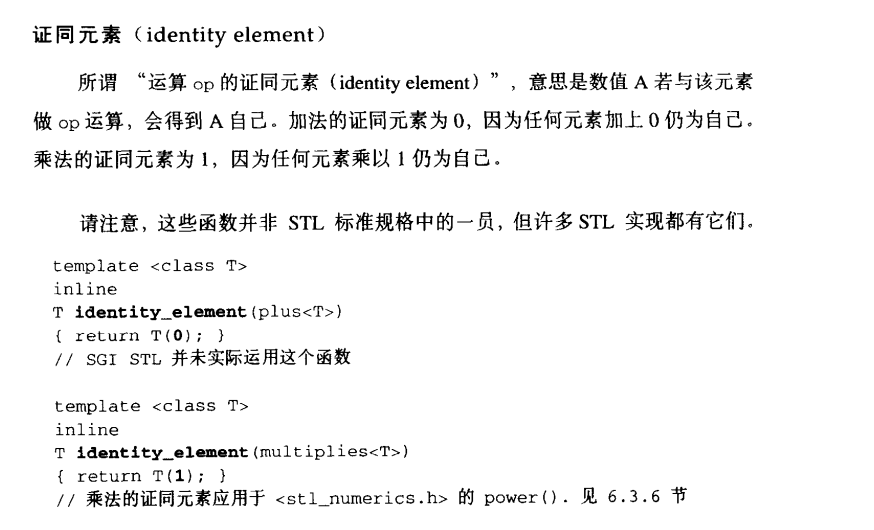 证同元素（identity element）
所谓 “运算 op 的证同元素（identity element）”，意思是数值 A 若与该元素
做 op 运算，会得到 A 自己。加法的证同元素为 0，因为任何元素加上 0 仍为自己。
乘法的证同元素为 1，因为任何元素乘以 1 仍为自己。
请注意，这些函数并非 STL 标准规格中的一员，但许多 STL 实现都有它们。
template <class T>
inline
T identity_element(plus<T>)
{ return T(0); }
// SGI STL 并未实际运用这个函数
template <class T>
inline
T identity_element(multiplies<T>)
{ return T(1); }
// 乘法的证同元素应用于 <stl_numerics.h> 的 power(). 见 6.3.6 节